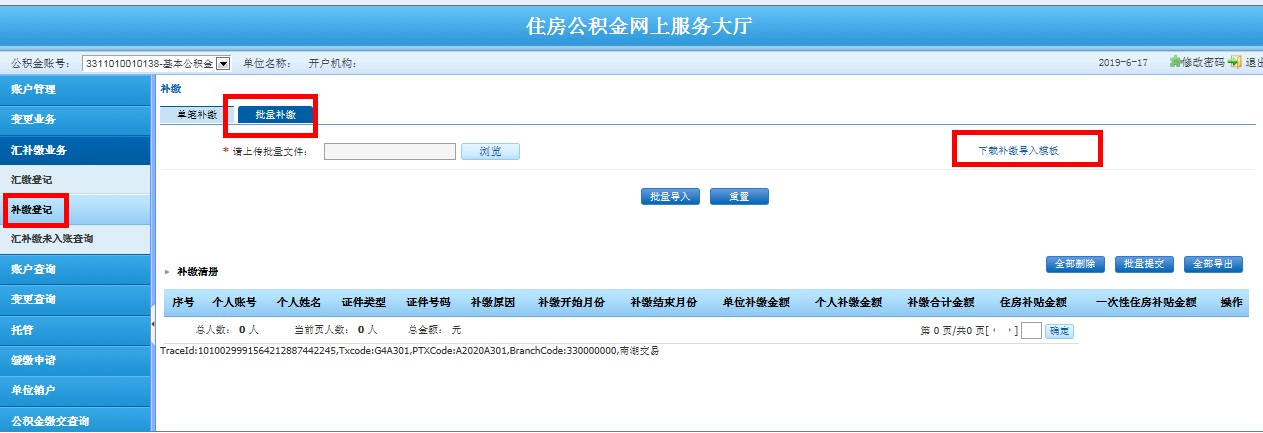 住房公积金网上服务大厅
公积金账号： 3311010010138-基本公积金 单位名称： 开户机构： 2019-6-17 修改密码 退出
账户管理
变更业务
汇补缴业务
汇缴登记
补缴登记
汇补缴未入账查询
账户查询
变更查询
托管
缓缴申请
单位销户
公积金缴交查询
补缴
单笔补缴 批量补缴
* 请上传批量文件： 浏览 下载补缴导入模板
批量导入 重置
全部删除 批量提交 全部导出
补缴清册
序号 个人账号 个人姓名 证件类型 证件号码 补缴原因 补缴开始月份 补缴结束月份 单位补缴金额 个人补缴金额 补缴合计金额 住房补贴金额 一次性住房补贴金额 操作
总人数： 0 人 当前页人数： 0 人 总金额： 元 第 0 页/共0 页[ ] 确定
TraceId:1010029991564212887442245,Txcode:G4A301,PTXCode:A2020A301,BranchCode:330000000,南湖交易